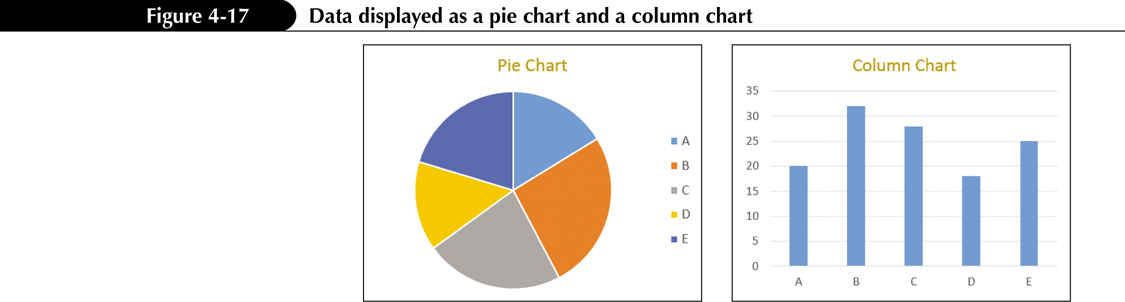 Figure 4-17 Data displayed as a pie chart and a column chart
Pie Chart
A
B
C
D
E
Column Chart
35
30
25
20
15
10
5
0
A B C D E